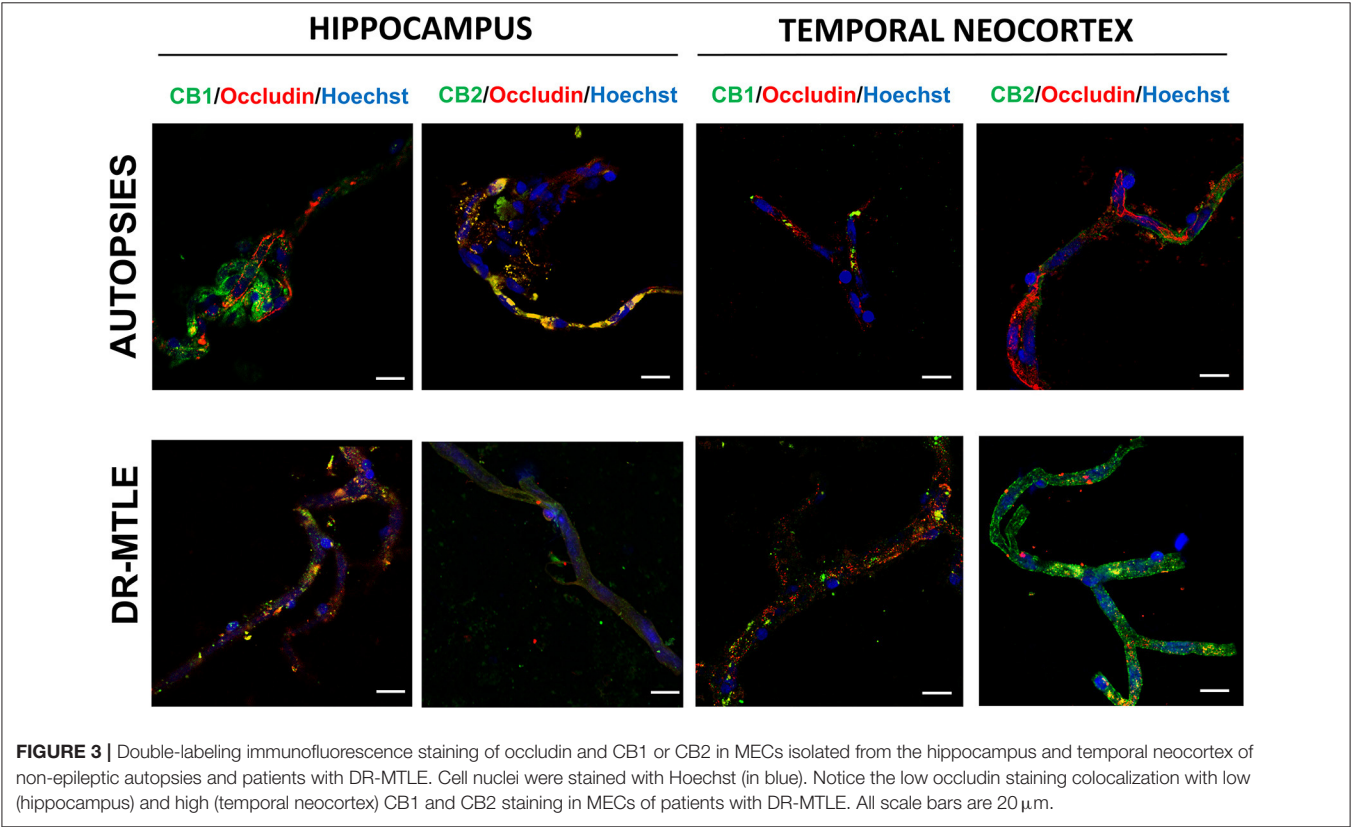 HIPPOCAMPUS
TEMPORAL NEOCORTEX
CB1/Occludin/Hoechst
CB2/Occludin/Hoechst
CB1/Occludin/Hoechst
CB2/Occludin/Hoechst
AUTOPSIES
DR-MTLE
FIGURE 3 | Double-labeling immunofluorescence staining of occludin and CB1 or CB2 in MECs isolated from the hippocampus and temporal neocortex of
non-epileptic autopsies and patients with DR-MTLE. Cell nuclei were stained with Hoechst (in blue). Notice the low occludin staining colocalization with low
(hippocampus) and high (temporal neocortex) CB1 and CB2 staining in MECs of patients with DR-MTLE. All scale bars are 20 μm.